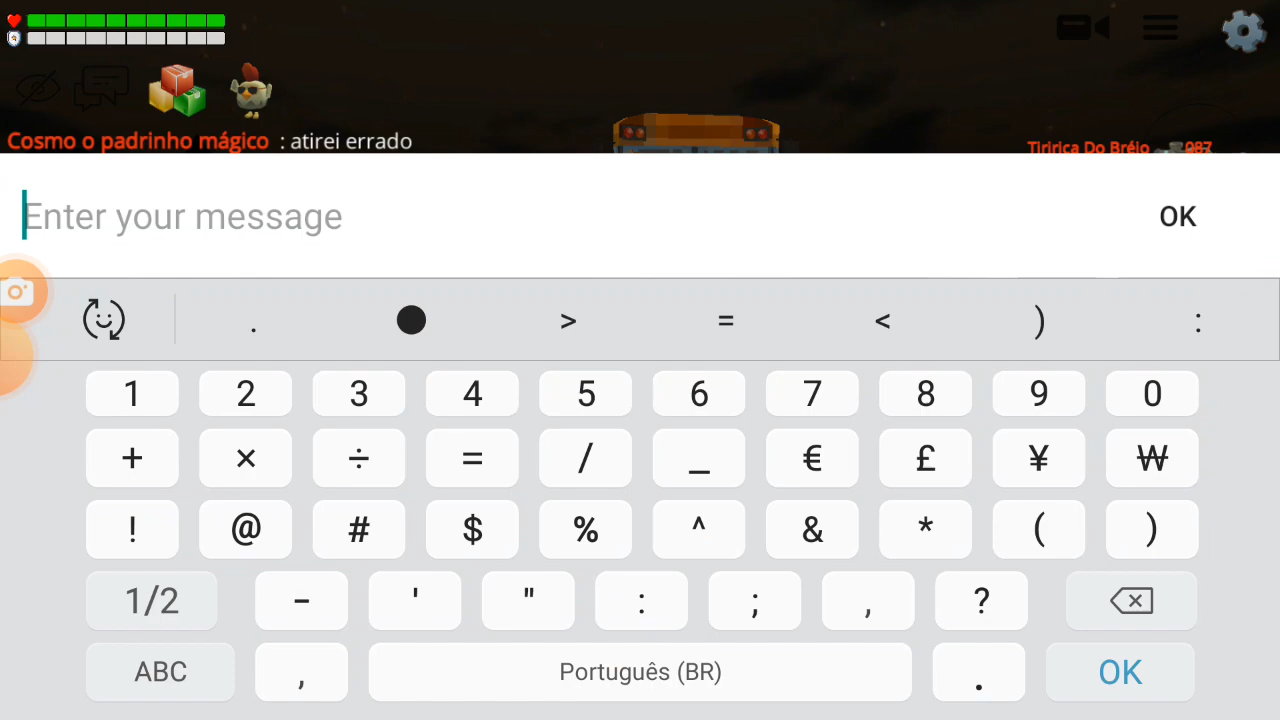 Cosmo o padrinho mágico : atirei errado
Tiririca Do Bréjo 987
Enter your message
OK
. ● > = < ) :
1 2 3 4 5 6 7 8 9 0
+ × ÷ = / _ € £ ¥ ₩
! @ # $ % ^ & * ( )
1/2 - ' " : ; , ?
ABC , Português (BR) . OK